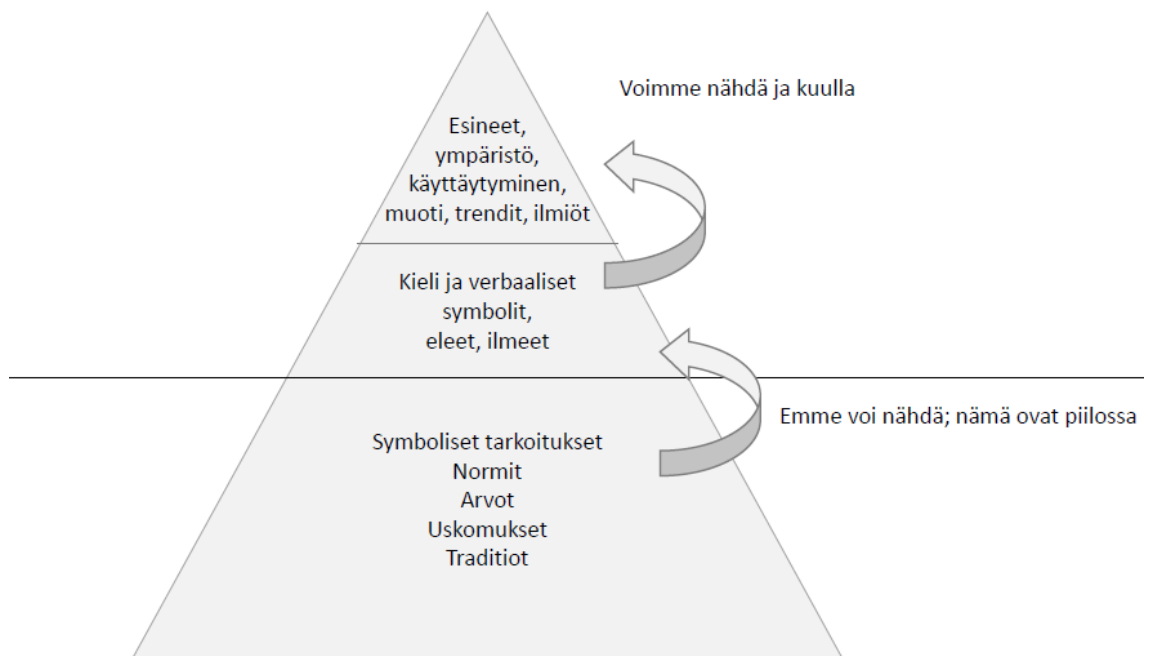 Voimme nähdä ja kuulla
Esineet,
ympäristö,
käyttäytyminen,
muoti, trendit, ilmiöt
Kieli ja verbaaliset
symbolit,
eleet, ilmeet
Emme voi nähdä; nämä ovat piilossa
Symboliset tarkoitukset
Normit
Arvot
Uskomukset
Traditiot